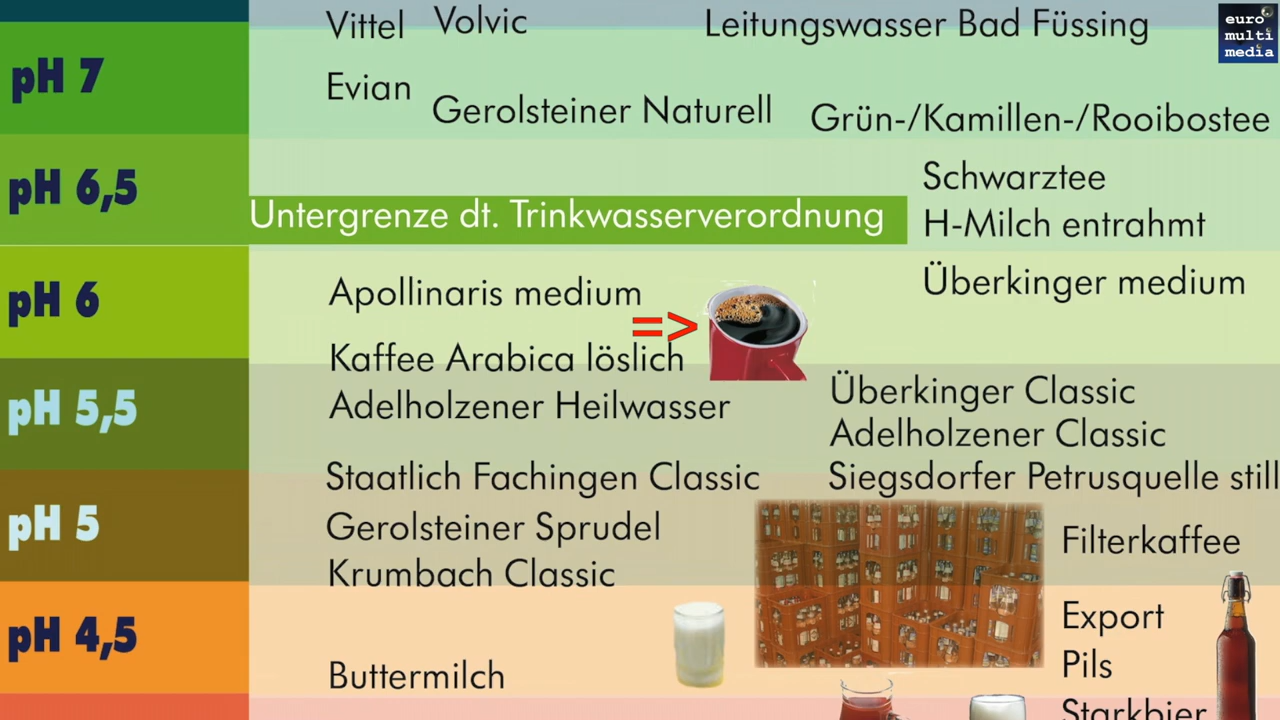 Vittel Volvic Leitungswasser Bad Füssing
euro
multi
media
pH 7
Evian
Gerolsteiner Naturell
Grün-/Kamillen-/Rooibostee
pH 6,5
Schwarztee
Untergrenze dt. Trinkwasserverordnung
H-Milch entrahmt
pH 6
Apollinaris medium
Überkinger medium
=>
Kaffee Arabica löslich
pH 5,5
Adelholzener Heilwasser
Überkinger Classic
Adelholzener Classic
Staatlich Fachingen Classic
Siegsdorfer Petrusquelle still
pH 5
Gerolsteiner Sprudel
Filterkaffee
Krumbach Classic
pH 4,5
Export
Pils
Buttermilch
Starkbier